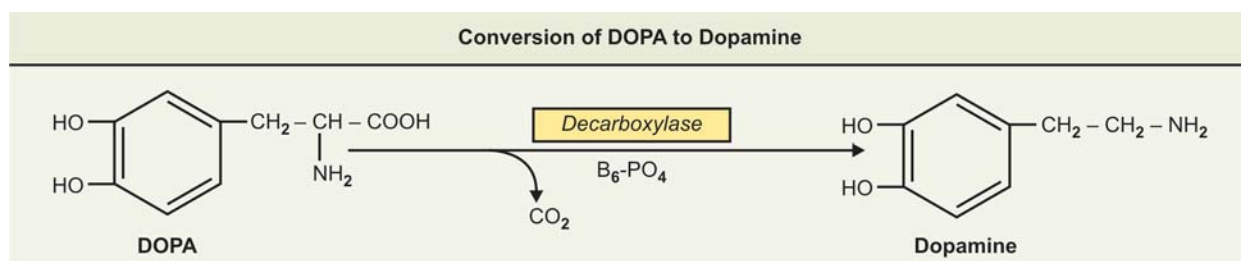 Conversion of DOPA to Dopamine
HO
HO
CH₂ – CH – COOH
NH₂
DOPA
Decarboxylase
B₆-PO₄
CO₂
HO
HO
CH₂ – CH₂ – NH₂
Dopamine